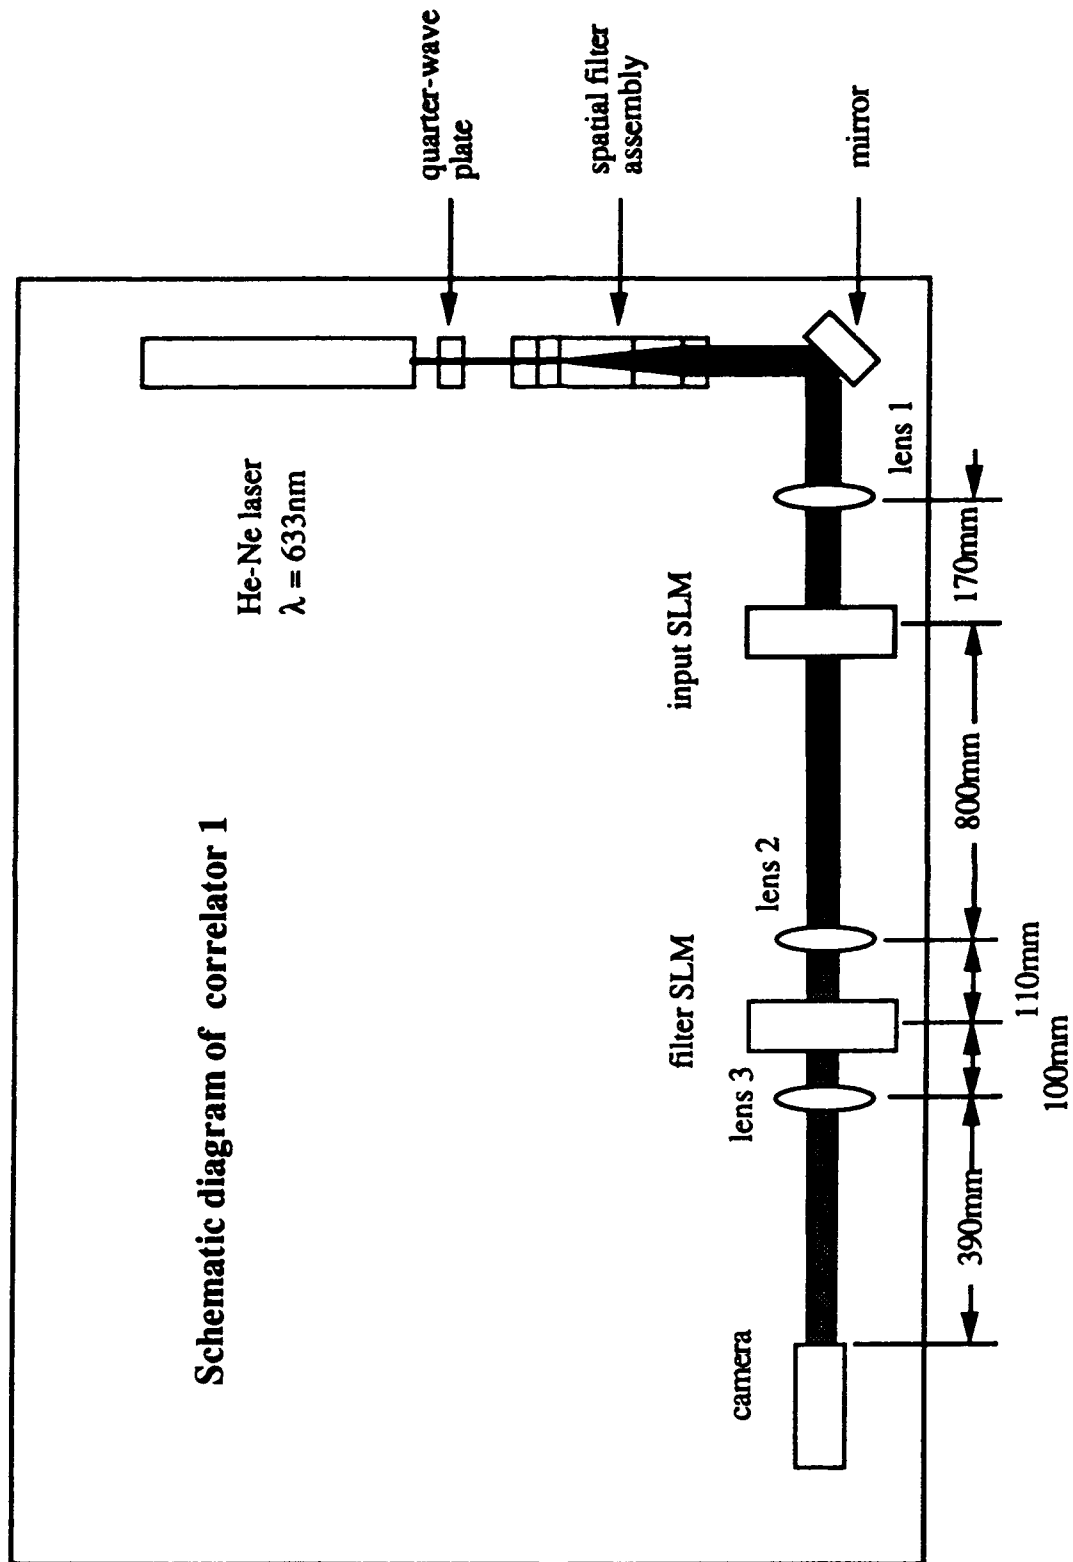 Schematic diagram of correlator 1
He-Ne laser
λ = 633nm
quarter-wave
plate
spatial filter
assembly
mirror
lens 1
input SLM
lens 2
filter SLM
lens 3
camera
170mm
800mm
110mm
100mm
390mm